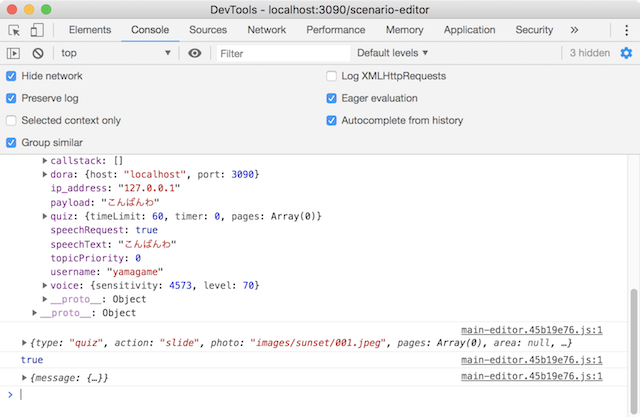 DevTools - localhost:3090/scenario-editor
Elements Console Sources Network Performance Memory Application Security »
top Filter Default levels 3 hidden
Hide network Log XMLHttpRequests
Preserve log Eager evaluation
Selected context only Autocomplete from history
Group similar
callstack: []
dora: {host: "localhost", port: 3090}
ip_address: "127.0.0.1"
payload: "こんばんわ"
quiz: {timeLimit: 60, timer: 0, pages: Array(0)}
speechRequest: true
speechText: "こんばんわ"
topicPriority: 0
username: "yamagame"
voice: {sensitivity: 4573, level: 70}
__proto__: Object
__proto__: Object
main-editor.45b19e76.js:1
{type: "quiz", action: "slide", photo: "images/sunset/001.jpeg", pages: Array(0), area: null, …}
true main-editor.45b19e76.js:1
{message: {…}} main-editor.45b19e76.js:1
>